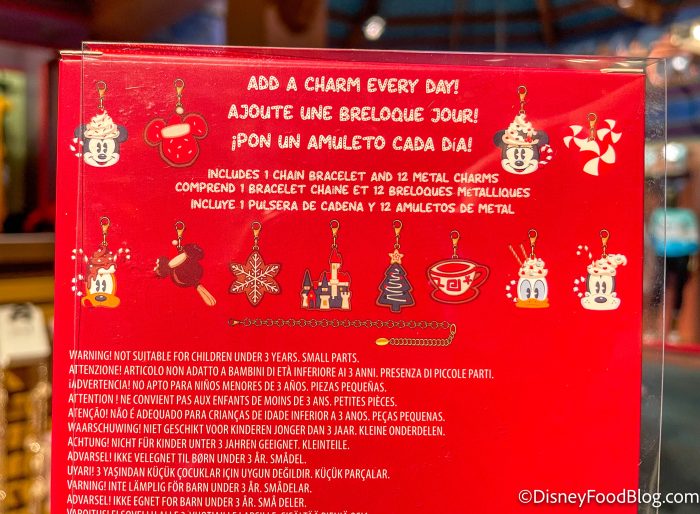 ADD A CHARM EVERY DAY!
AJOUTE UNE BRELOQUE JOUR!
¡PON UN AMULETO CADA DíA!
INCLUDES 1 CHAIN BRACELET AND 12 METAL CHARMS
COMPREND 1 BRACELET CHAîNE ET 12 BRELOQUES MéTALLIQUES
INCLUYE 1 PULSERA DE CADENA Y 12 AMULETOS DE METAL
WARNING! NOT SUITABLE FOR CHILDREN UNDER 3 YEARS. SMALL PARTS.
ATTENZIONE! ARTICOLO NON ADATTO A BAMBINI DI ETÀ INFERIORE AI 3 ANNI. PRESENZA DI PICCOLE PARTI.
¡ADVERTENCIA! NO APTO PARA NIÑOS MENORES DE 3 AÑOS. PIEZAS PEQUEÑAS.
ATTENTION ! NE CONVIENT PAS AUX ENFANTS DE MOINS DE 3 ANS. PETITES PIÈCES.
ATENÇÃO! NÃO É ADEQUADO PARA CRIANÇAS DE IDADE INFERIOR A 3 ANOS. PEÇAS PEQUENAS.
WAARSCHUWING! NIET GESCHIKT VOOR KINDEREN JONGER DAN 3 JAAR. KLEINE ONDERDELEN.
ACHTUNG! NICHT FÜR KINDER UNTER 3 JAHREN GEEIGNET. KLEINTEILE.
ADVARSEL! IKKE VELEGNET TIL BØRN UNDER 3 ÅR. SMÅDEL.
UYARI! 3 YAŞINDAN KÜÇÜK ÇOCUKLAR IÇIN UYGUN DEĞILDIR. KÜÇÜK PARÇALAR.
VARNING! INTE LÄMPLIG FÖR BARN UNDER 3 ÅR. SMÅDELAR.
ADVARSEL! IKKE EGNET FOR BARN UNDER 3 ÅR. SMÅ DELER.
©DisneyFoodBlog.com